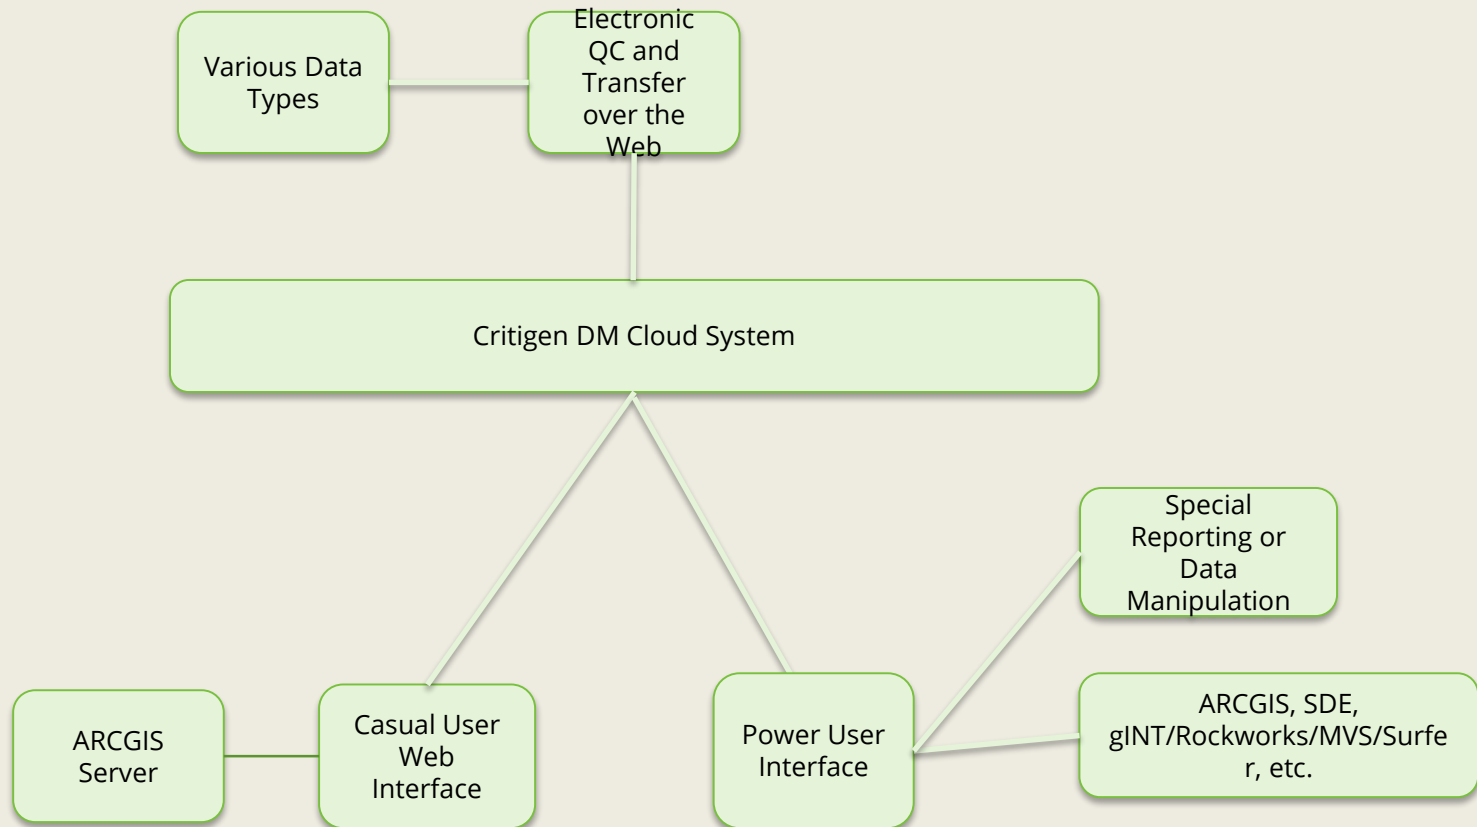 Various Data
Types
Electronic
QC and
Transfer
over the
Web
Critigen DM Cloud System
Special
Reporting or
Data
Manipulation
ARCGIS
Server
Casual User
Web
Interface
Power User
Interface
ARCGIS, SDE,
gINT/Rockworks/MVS/Surfe
r, etc.